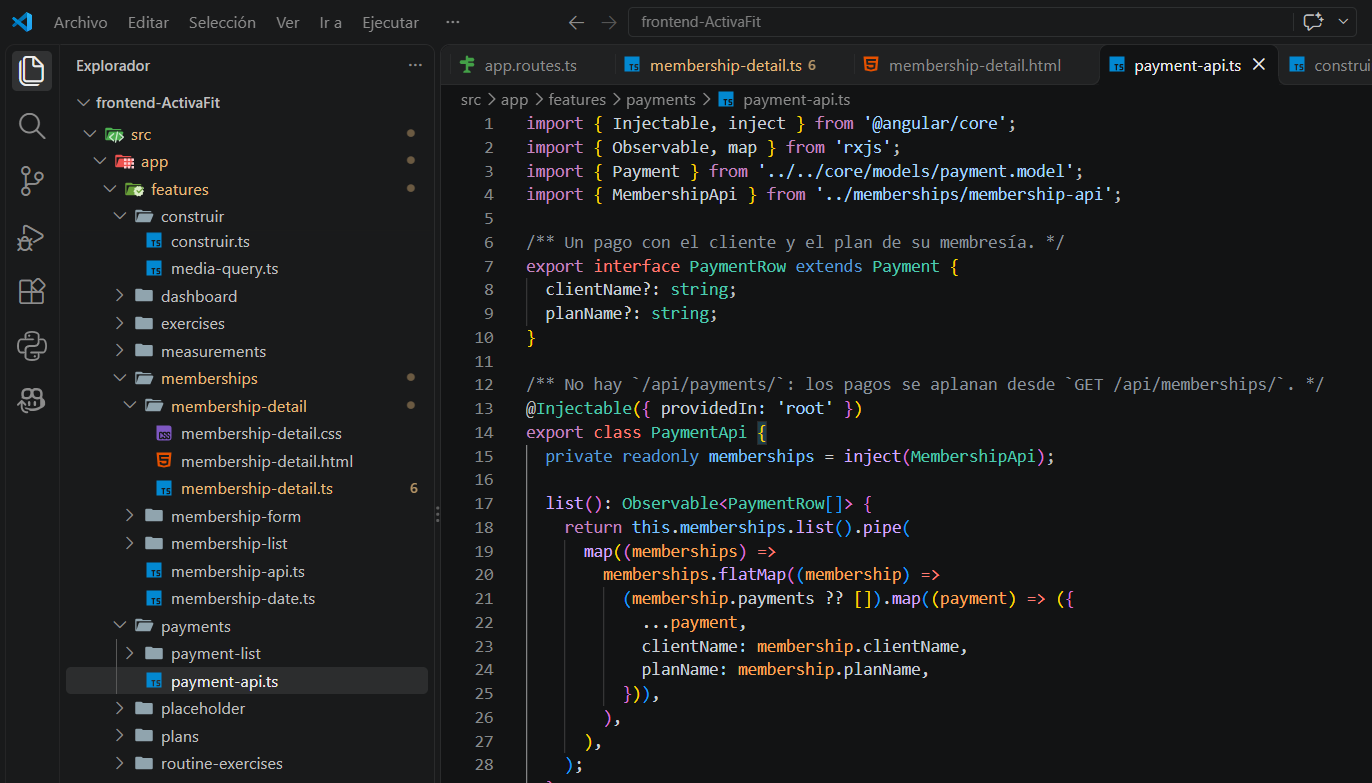 Archivo Editar Selección Ver Ir a Ejecutar ··· frontend-ActivaFit
Explorador ···
frontend-ActivaFit
src
app
features
construir
construir.ts
media-query.ts
dashboard
exercises
measurements
memberships
membership-detail
membership-detail.css
membership-detail.html
membership-detail.ts 6
membership-form
membership-list
membership-api.ts
membership-date.ts
payments
payment-list
payment-api.ts
placeholder
plans
routine-exercises
app.routes.ts membership-detail.ts 6 membership-detail.html payment-api.ts construi
src > app > features > payments > payment-api.ts
1 import { Injectable, inject } from '@angular/core';
2 import { Observable, map } from 'rxjs';
3 import { Payment } from '../../core/models/payment.model';
4 import { MembershipApi } from '../memberships/membership-api';
5
6 /** Un pago con el cliente y el plan de su membresía. */
7 export interface PaymentRow extends Payment {
8 clientName?: string;
9 planName?: string;
10 }
11
12 /** No hay `/api/payments/`: los pagos se aplanan desde `GET /api/memberships/`. */
13 @Injectable({ providedIn: 'root' })
14 export class PaymentApi {
15 private readonly memberships = inject(MembershipApi);
16
17 list(): Observable<PaymentRow[]> {
18 return this.memberships.list().pipe(
19 map((memberships) =>
20 memberships.flatMap((membership) =>
21 (membership.payments ?? []).map((payment) => ({
22 ...payment,
23 clientName: membership.clientName,
24 planName: membership.planName,
25 })),
26 ),
27 ),
28 );